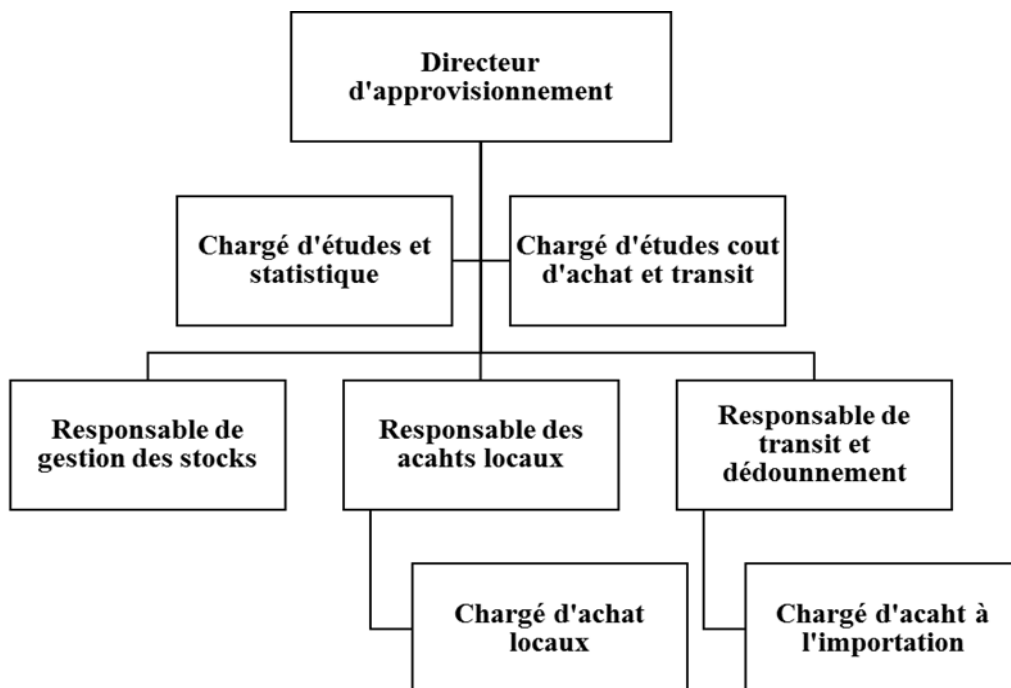 Directeur
d'approvisionnement
Chargé d'études et
statistique
Chargé d'études cout
d'achat et transit
Responsable de
gestion des stocks
Responsable des
acahts locaux
Responsable de
transit et
dédounnement
Chargé d'achat
locaux
Chargé d'acaht à
l'importation